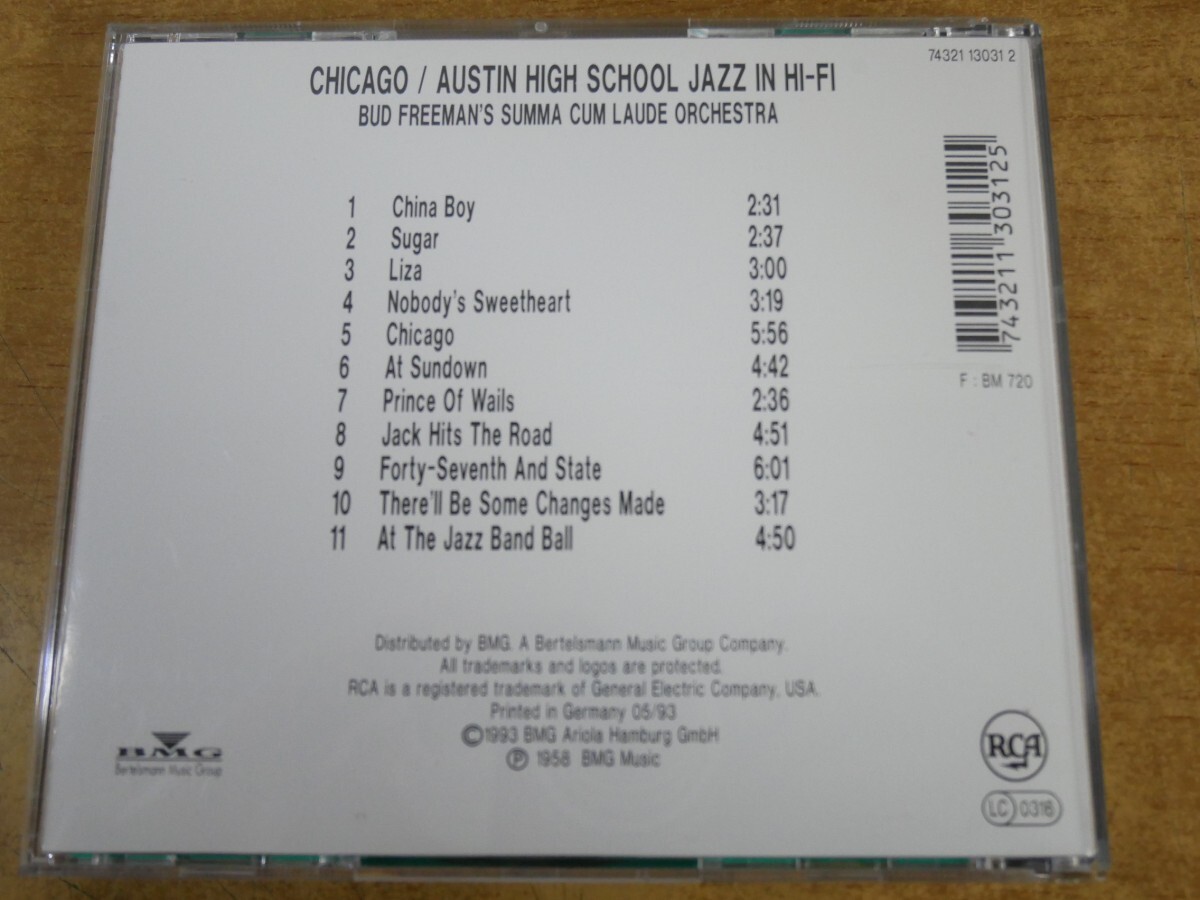 74321 13031 2
CHICAGO / AUSTIN HIGH SCHOOL JAZZ IN HI-FI
BUD FREEMAN'S SUMMA CUM LAUDE ORCHESTRA
1 China Boy 2:31
2 Sugar 2:37
3 Liza 3:00
4 Nobody's Sweetheart 3:19
5 Chicago 5:56
6 At Sundown 4:42
7 Prince Of Wails 2:36
8 Jack Hits The Road 4:51
9 Forty-Seventh And State 6:01
10 There'll Be Some Changes Made 3:17
11 At The Jazz Band Ball 4:50
743211 303125
F : BM 720
Distributed by BMG. A Bertelsmann Music Group Company.
All trademarks and logos are protected.
RCA is a registered trademark of General Electric Company, USA.
Printed in Germany 05/93
©1993 BMG Ariola Hamburg GmbH
℗ 1958 BMG Music
BMG
Bertelsmann Music Group
RCA
LC 0316